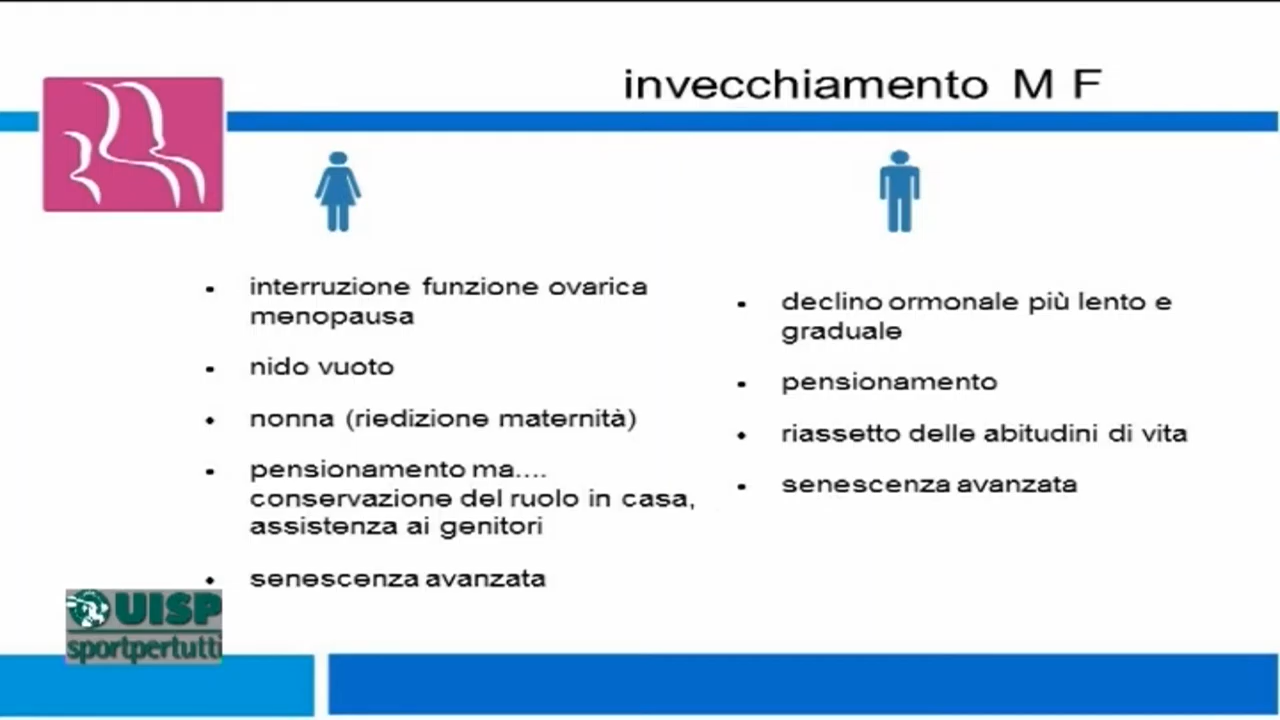 invecchiamento M F
interruzione funzione ovarica
menopausa
nido vuoto
nonna (riedizione maternità)
pensionamento ma....
conservazione del ruolo in casa,
assistenza ai genitori
senescenza avanzata
declino ormonale più lento e
graduale
pensionamento
riassetto delle abitudini di vita
senescenza avanzata
UISP
sportpertutti